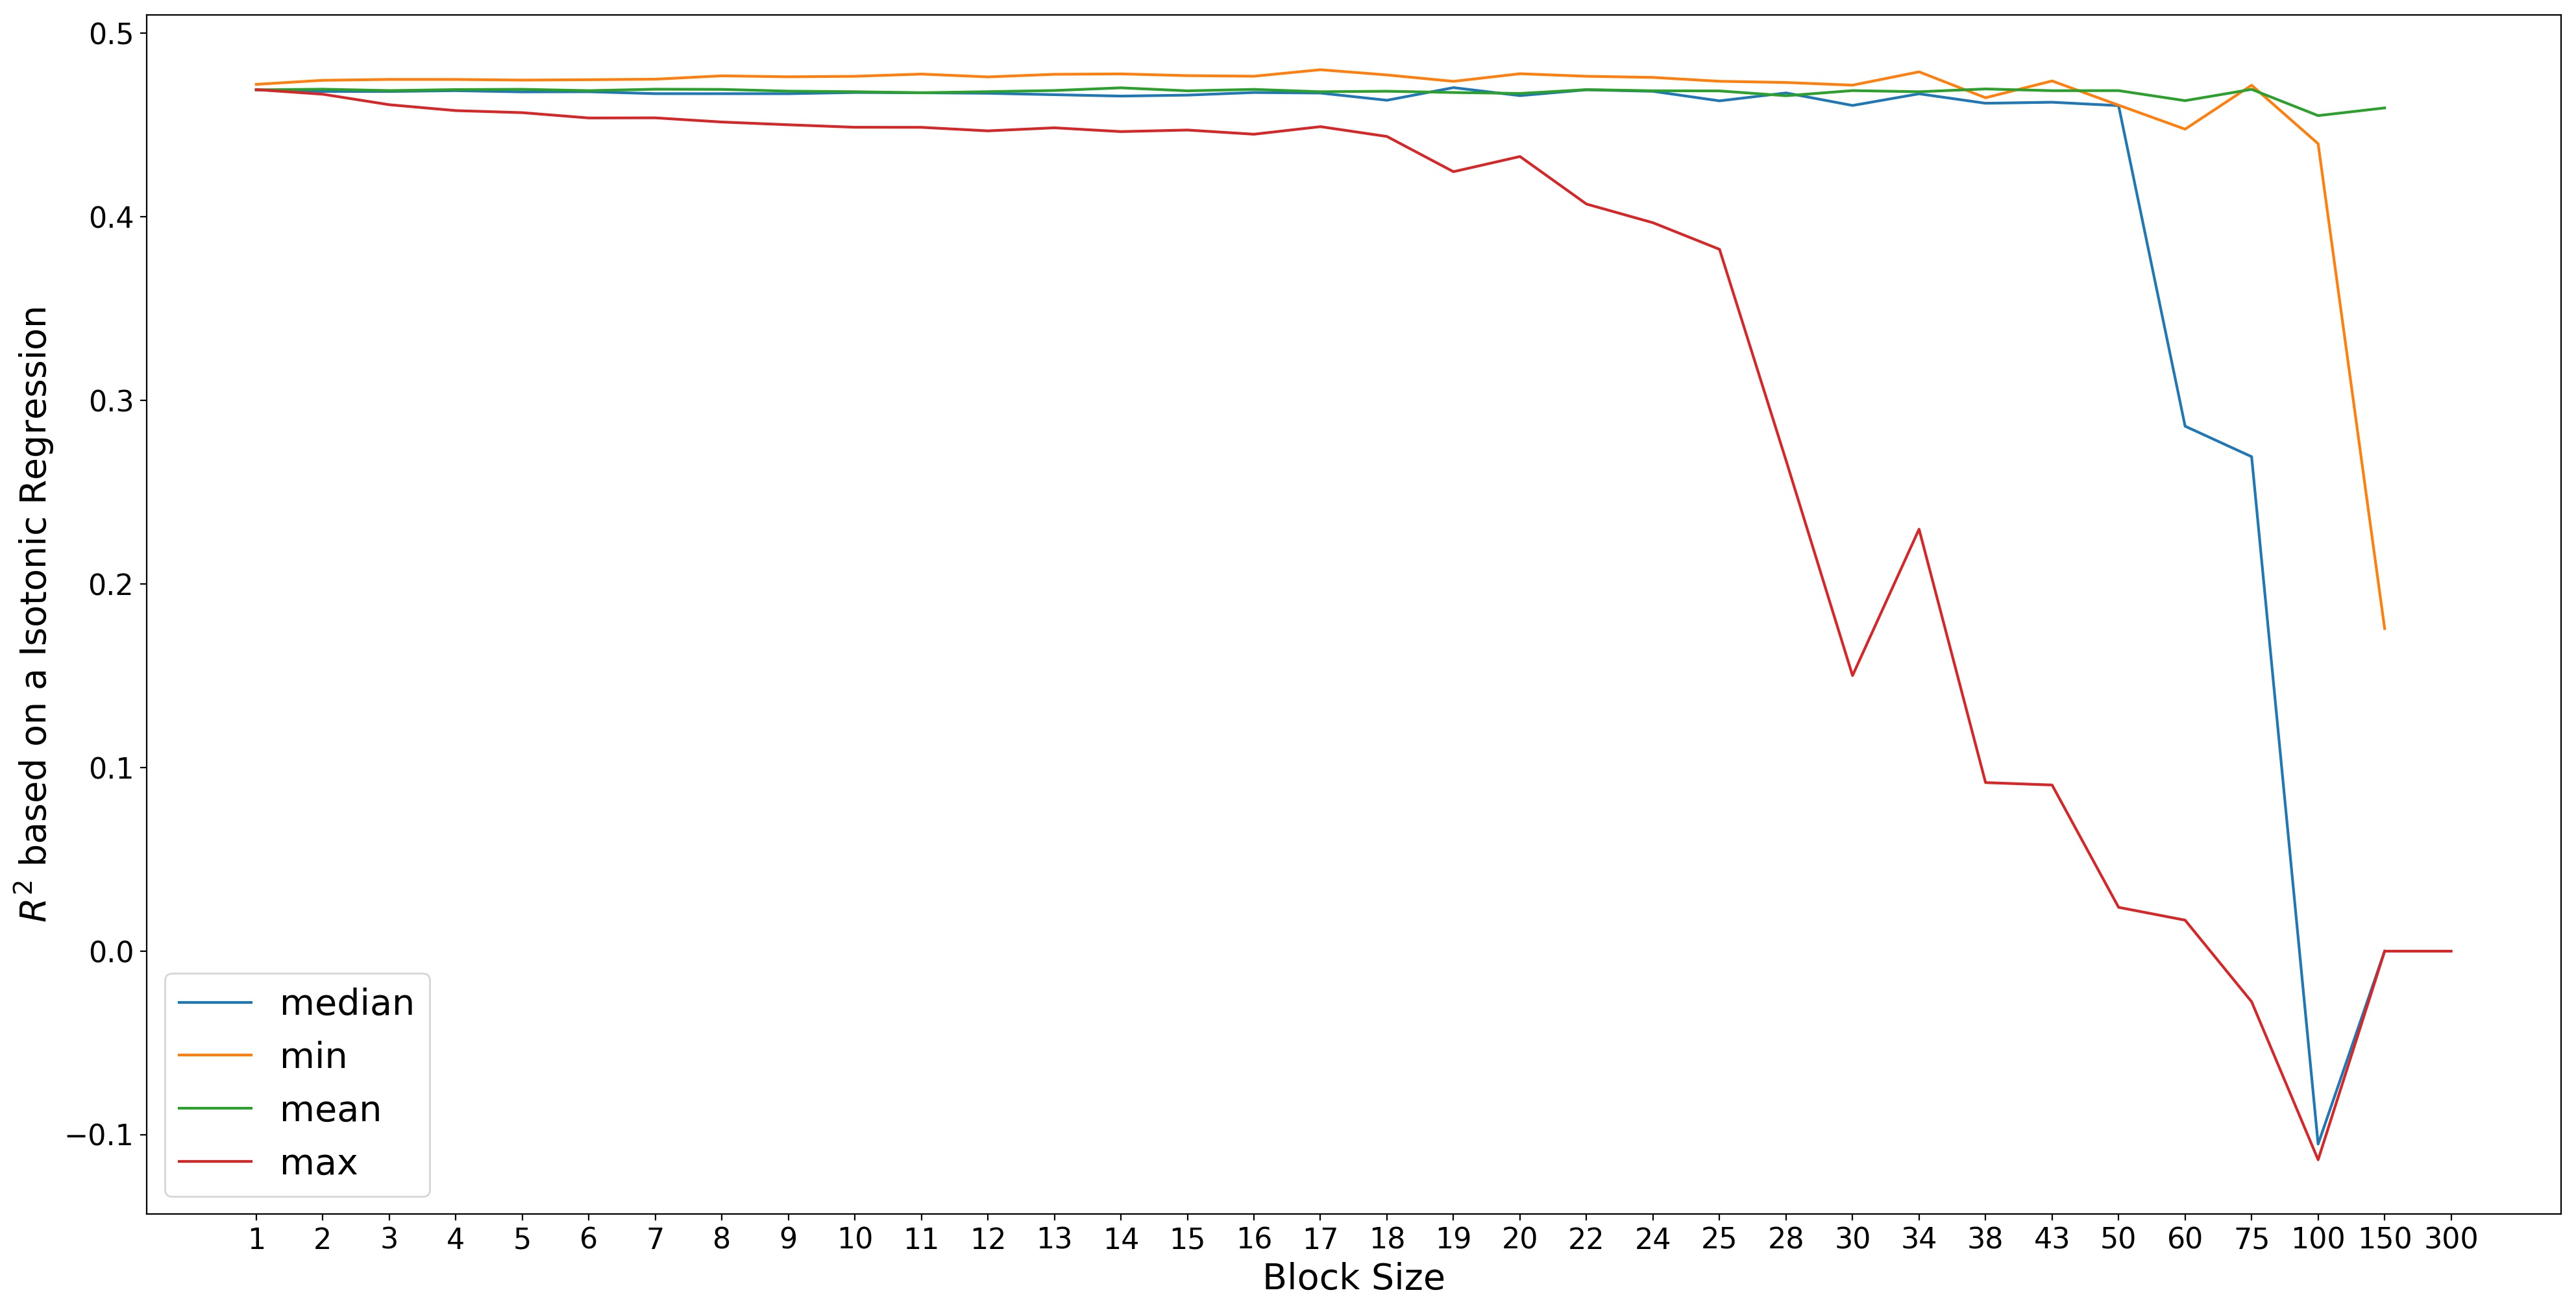 R² based on a Isotonic Regression
0.5
0.4
0.3
0.2
0.1
0.0
−0.1
median
min
mean
max
1 2 3 4 5 6 7 8 9 10 11 12 13 14 15 16 17 18 19 20 22 24 25 28 30 34 38 43 50 60 75 100 150 300
Block Size